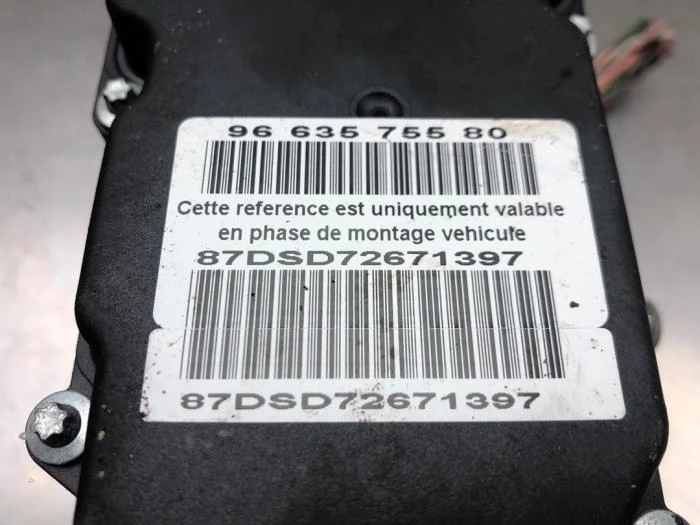 96 635 755 80
Cette reference est uniquement valable
en phase de montage vehicule
87DSD72671397
87DSD72671397